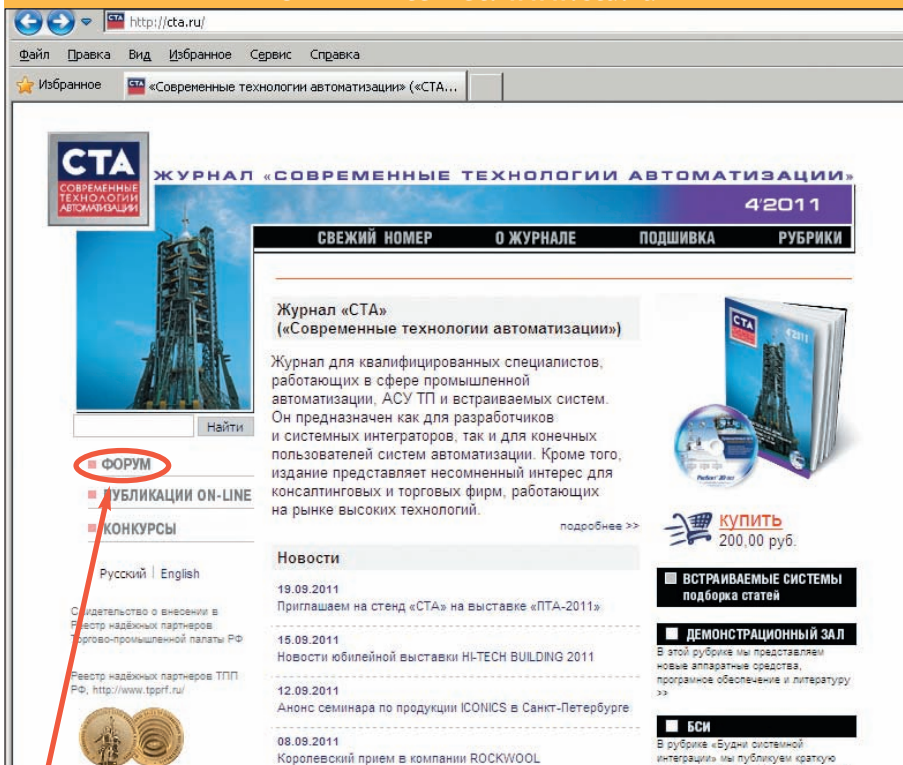 http://cta.ru/
Файл Правка Вид Избранное Сервис Справка
Избранное
«Современные технологии автоматизации» («СТА...
СТА
СОВРЕМЕННЫЕ
ТЕХНОЛОГИИ
АВТОМАТИЗАЦИИ
ЖУРНАЛ «СОВРЕМЕННЫЕ ТЕХНОЛОГИИ АВТОМАТИЗАЦИИ»
4'2011
СВЕЖИЙ НОМЕР О ЖУРНАЛЕ ПОДШИВКА РУБРИКИ
Найти
ФОРУМ
ПУБЛИКАЦИИ ON-LINE
КОНКУРСЫ
Русский | English
Свидетельство о внесении в
Реестр надёжных партнеров
Торгово-промышленной палаты РФ
Реестр надёжных партнеров ТПП
РФ, http://www.tpprf.ru/
Журнал «СТА»
(«Современные технологии автоматизации»)
Журнал для квалифицированных специалистов,
работающих в сфере промышленной
автоматизации, АСУ ТП и встраиваемых систем.
Он предназначен как для разработчиков
и системных интеграторов, так и для конечных
пользователей систем автоматизации. Кроме того,
издание представляет несомненный интерес для
консалтинговых и торговых фирм, работающих
на рынке высоких технологий.
подробнее >>
Новости
19.09.2011
Приглашаем на стенд «СТА» на выставке «ПТА-2011»
15.09.2011
Новости юбилейной выставки HI-TECH BUILDING 2011
12.09.2011
Анонс семинара по продукции ICONICS в Санкт-Петербурге
08.09.2011
Королевский прием в компании ROCKWOOL
СТА
4'2011
купить
200,00 руб.
ВСТРАИВАЕМЫЕ СИСТЕМЫ
подборка статей
ДЕМОНСТРАЦИОННЫЙ ЗАЛ
В этой рубрике мы представляем
новые аппаратные средства,
програмное обеспечение и литературу
>>
БСИ
В рубрике «Будни системной
интеграции» мы публикуем краткую